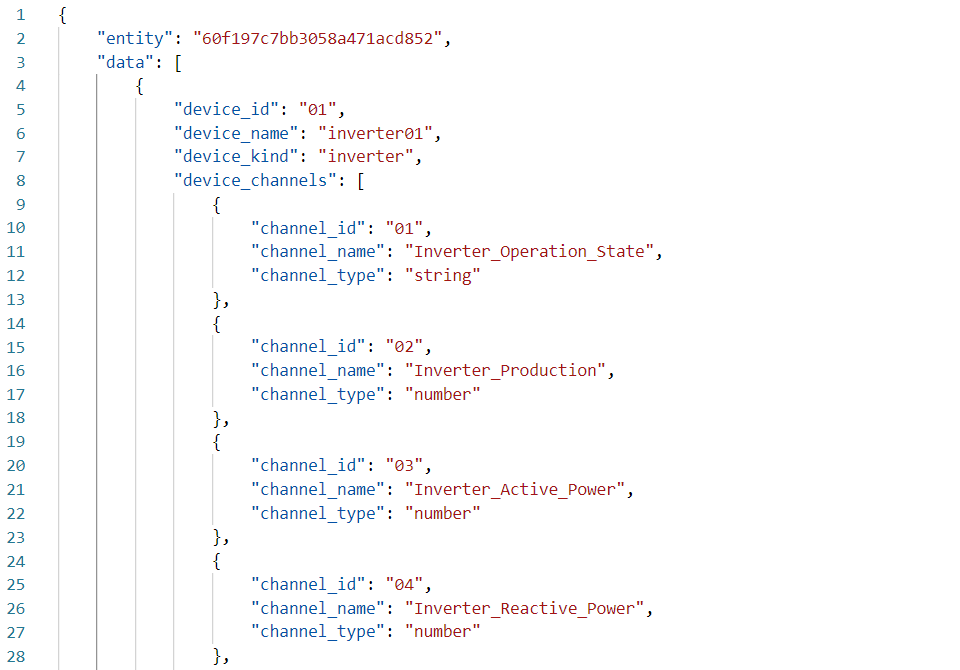 1 {
2 "entity": "60f197c7bb3058a471acd852",
3 "data": [
4 {
5 "device_id": "01",
6 "device_name": "inverter01",
7 "device_kind": "inverter",
8 "device_channels": [
9 {
10 "channel_id": "01",
11 "channel_name": "Inverter_Operation_State",
12 "channel_type": "string"
13 },
14 {
15 "channel_id": "02",
16 "channel_name": "Inverter_Production",
17 "channel_type": "number"
18 },
19 {
20 "channel_id": "03",
21 "channel_name": "Inverter_Active_Power",
22 "channel_type": "number"
23 },
24 {
25 "channel_id": "04",
26 "channel_name": "Inverter_Reactive_Power",
27 "channel_type": "number"
28 },